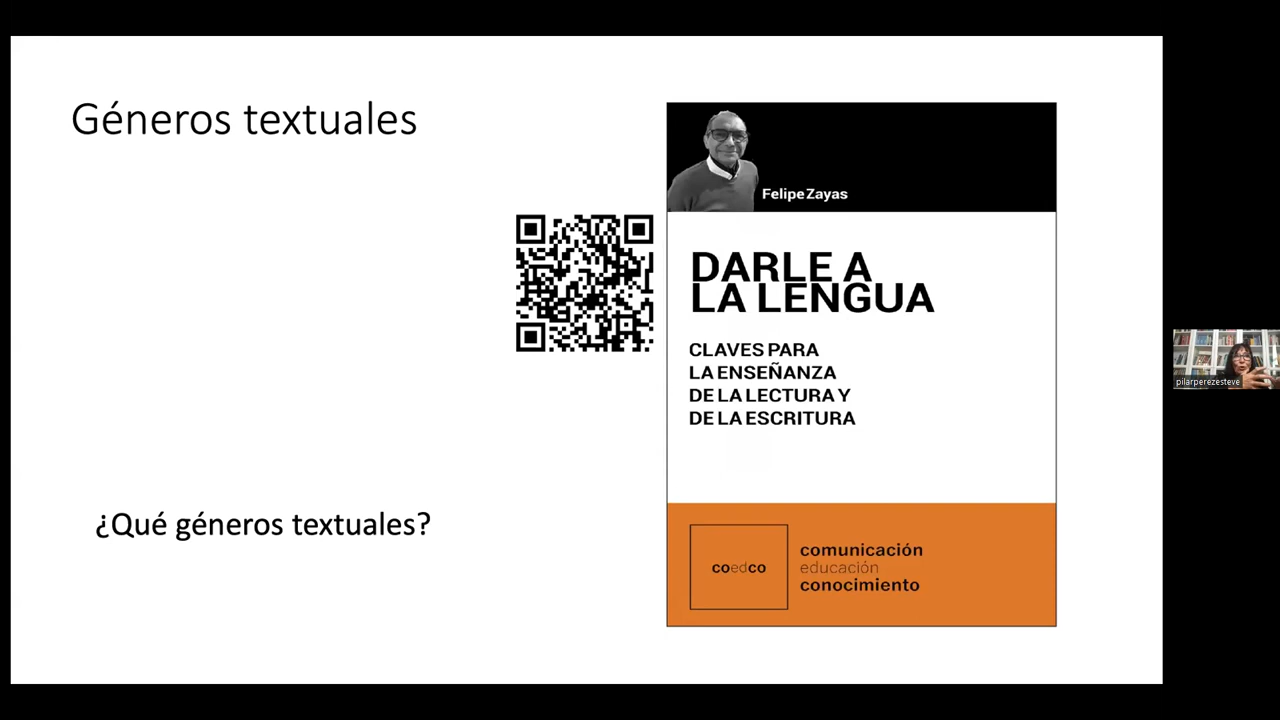 Géneros textuales
Felipe Zayas
DARLE A
LA LENGUA
CLAVES PARA
LA ENSEÑANZA
DE LA LECTURA Y
DE LA ESCRITURA
¿Qué géneros textuales?
coedco
comunicación
educación
conocimiento
pilarperezesteve